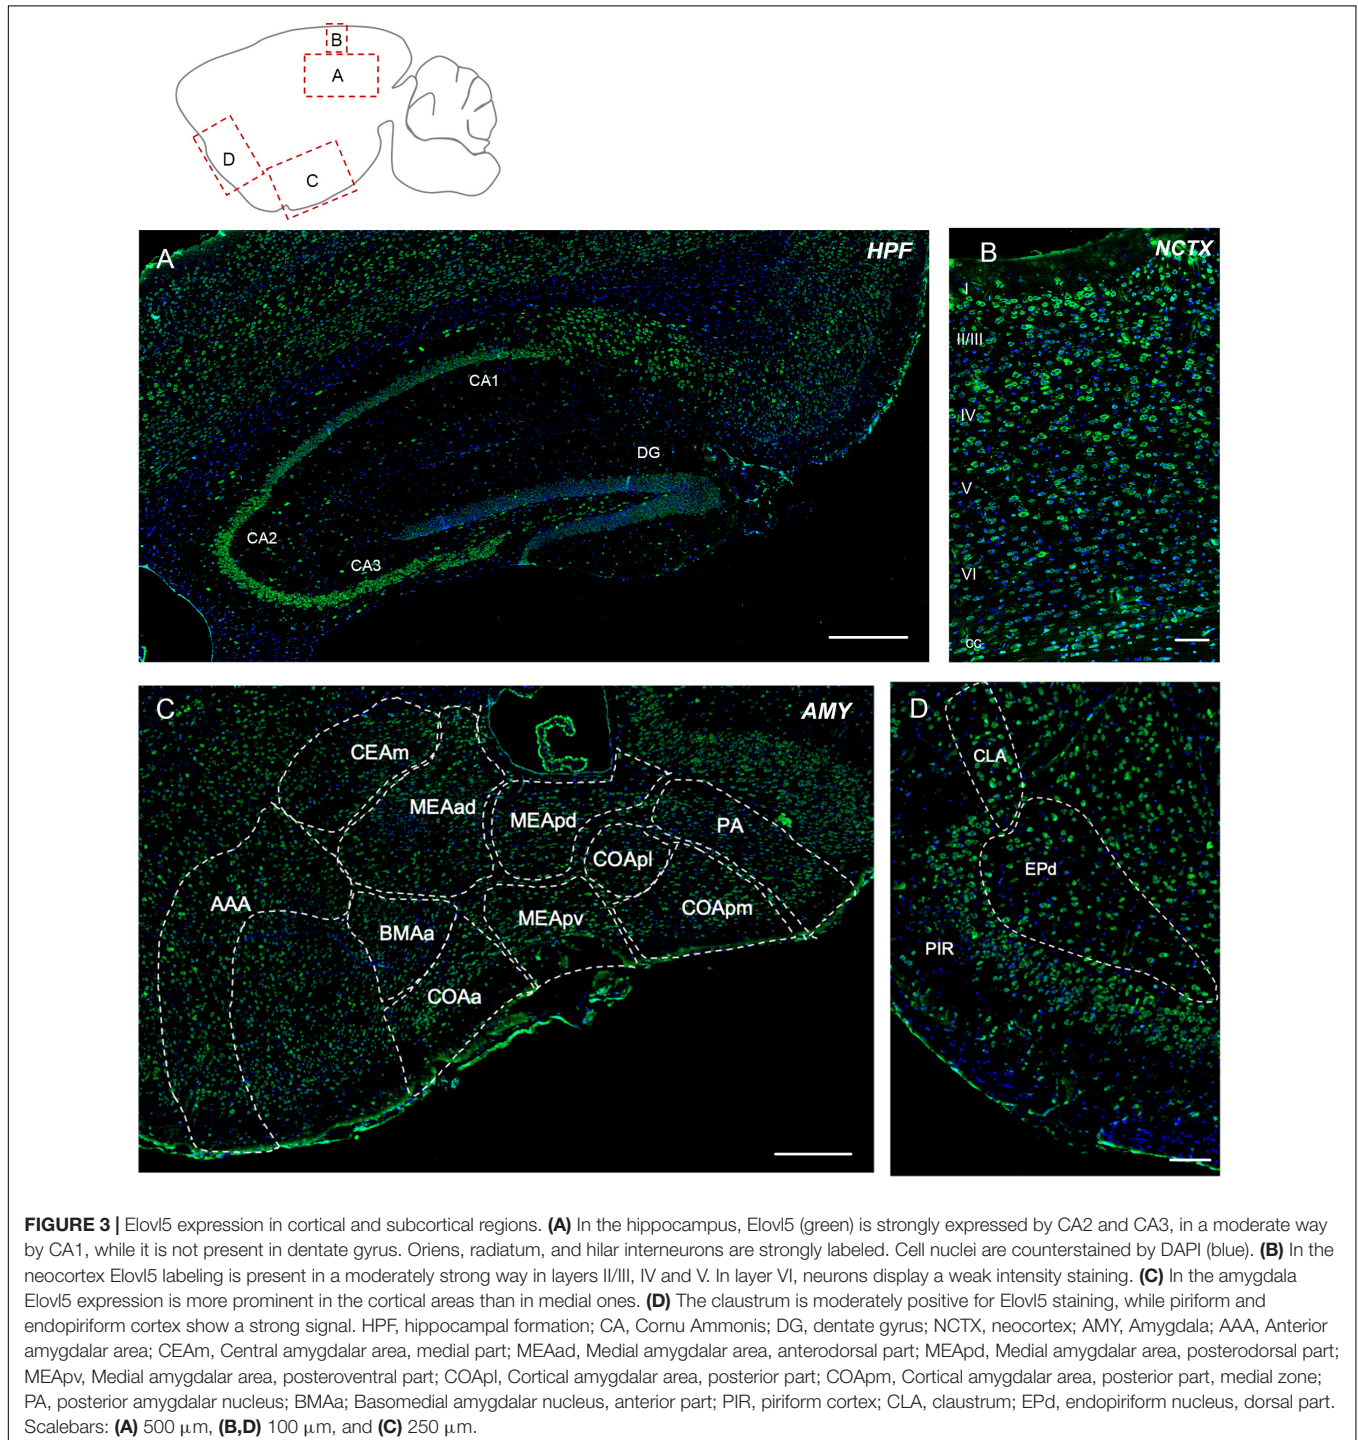 B
A
D
C
A
HPF
CA1
DG
CA2
CA3
B
NCTX
I
II/III
IV
V
VI
cc
C
AMY
CEAm
MEAad
MEApd
PA
COApl
AAA
COApm
MEApv
BMAa
COAa
D
CLA
EPd
PIR
FIGURE 3 | Elovl5 expression in cortical and subcortical regions. (A) In the hippocampus, Elovl5 (green) is strongly expressed by CA2 and CA3, in a moderate way
by CA1, while it is not present in dentate gyrus. Oriens, radiatum, and hilar interneurons are strongly labeled. Cell nuclei are counterstained by DAPI (blue). (B) In the
neocortex Elovl5 labeling is present in a moderately strong way in layers II/III, IV and V. In layer VI, neurons display a weak intensity staining. (C) In the amygdala
Elovl5 expression is more prominent in the cortical areas than in medial ones. (D) The claustrum is moderately positive for Elovl5 staining, while piriform and
endopiriform cortex show a strong signal. HPF, hippocampal formation; CA, Cornu Ammonis; DG, dentate gyrus; NCTX, neocortex; AMY, Amygdala; AAA, Anterior
amygdalar area; CEAm, Central amygdalar area, medial part; MEAad, Medial amygdalar area, anterodorsal part; MEApd, Medial amygdalar area, posterodorsal part;
MEApv, Medial amygdalar area, posteroventral part; COApl, Cortical amygdalar area, posterior part; COApm, Cortical amygdalar area, posterior part, medial zone;
PA, posterior amygdalar nucleus; BMAa; Basomedial amygdalar nucleus, anterior part; PIR, piriform cortex; CLA, claustrum; EPd, endopiriform nucleus, dorsal part.
Scalebars: (A) 500 μm, (B,D) 100 μm, and (C) 250 μm.